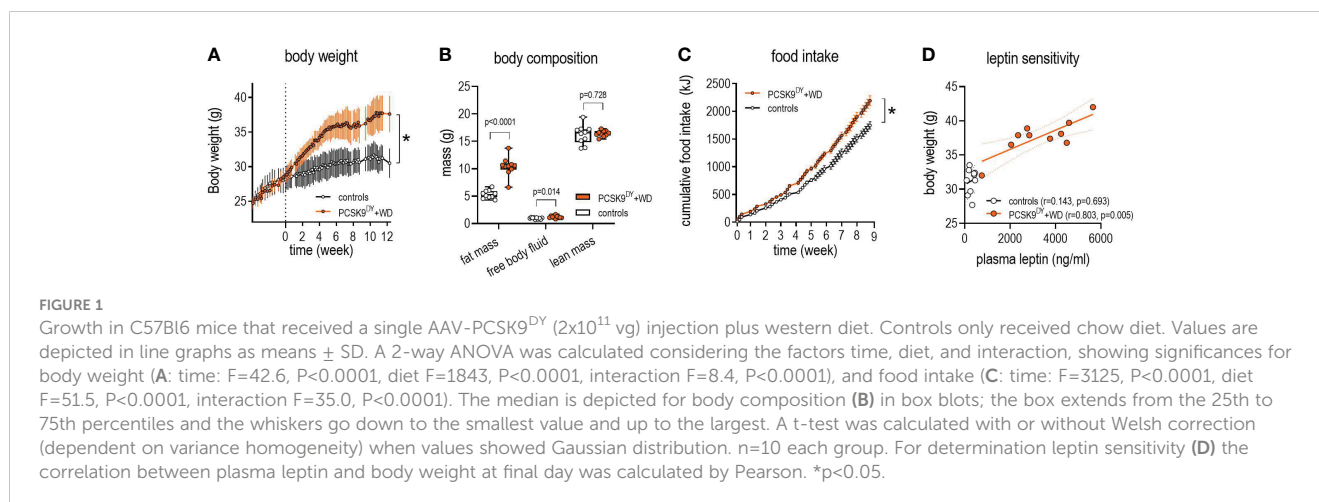 A body weight
Body weight (g)
40
35
30
25
*
controls
PCSK9DY+WD
0 2 4 6 8 10 12
time (week)
B body composition
mass (g)
25
20
15
10
5
0
p<0.0001
p=0.014
p=0.728
PCSK9DY+WD
controls
fat mass
free body fluid
lean mass
C food intake
cumulative food intake (kJ)
2500
2250
2000
1750
1500
1250
1000
750
500
250
0
PCSK9DY+WD
controls
*
0 1 2 3 4 5 6 7 8 9
time (week)
D leptin sensitivity
body weight (g)
45
40
35
30
25
controls (r=0.143, p=0.693)
PCSK9DY+WD (r=0.803, p=0.005)
0 2000 4000 6000
plasma leptin (ng/ml)
FIGURE 1
Growth in C57Bl6 mice that received a single AAV-PCSK9DY (2x1011 vg) injection plus western diet. Controls only received chow diet. Values are
depicted in line graphs as means ± SD. A 2-way ANOVA was calculated considering the factors time, diet, and interaction, showing significances for
body weight (A: time: F=42.6, P<0.0001, diet F=1843, P<0.0001, interaction F=8.4, P<0.0001), and food intake (C: time: F=3125, P<0.0001, diet
F=51.5, P<0.0001, interaction F=35.0, P<0.0001). The median is depicted for body composition (B) in box blots; the box extends from the 25th to
75th percentiles and the whiskers go down to the smallest value and up to the largest. A t-test was calculated with or without Welsh correction
(dependent on variance homogeneity) when values showed Gaussian distribution. n=10 each group. For determination leptin sensitivity (D) the
correlation between plasma leptin and body weight at final day was calculated by Pearson. *p<0.05.